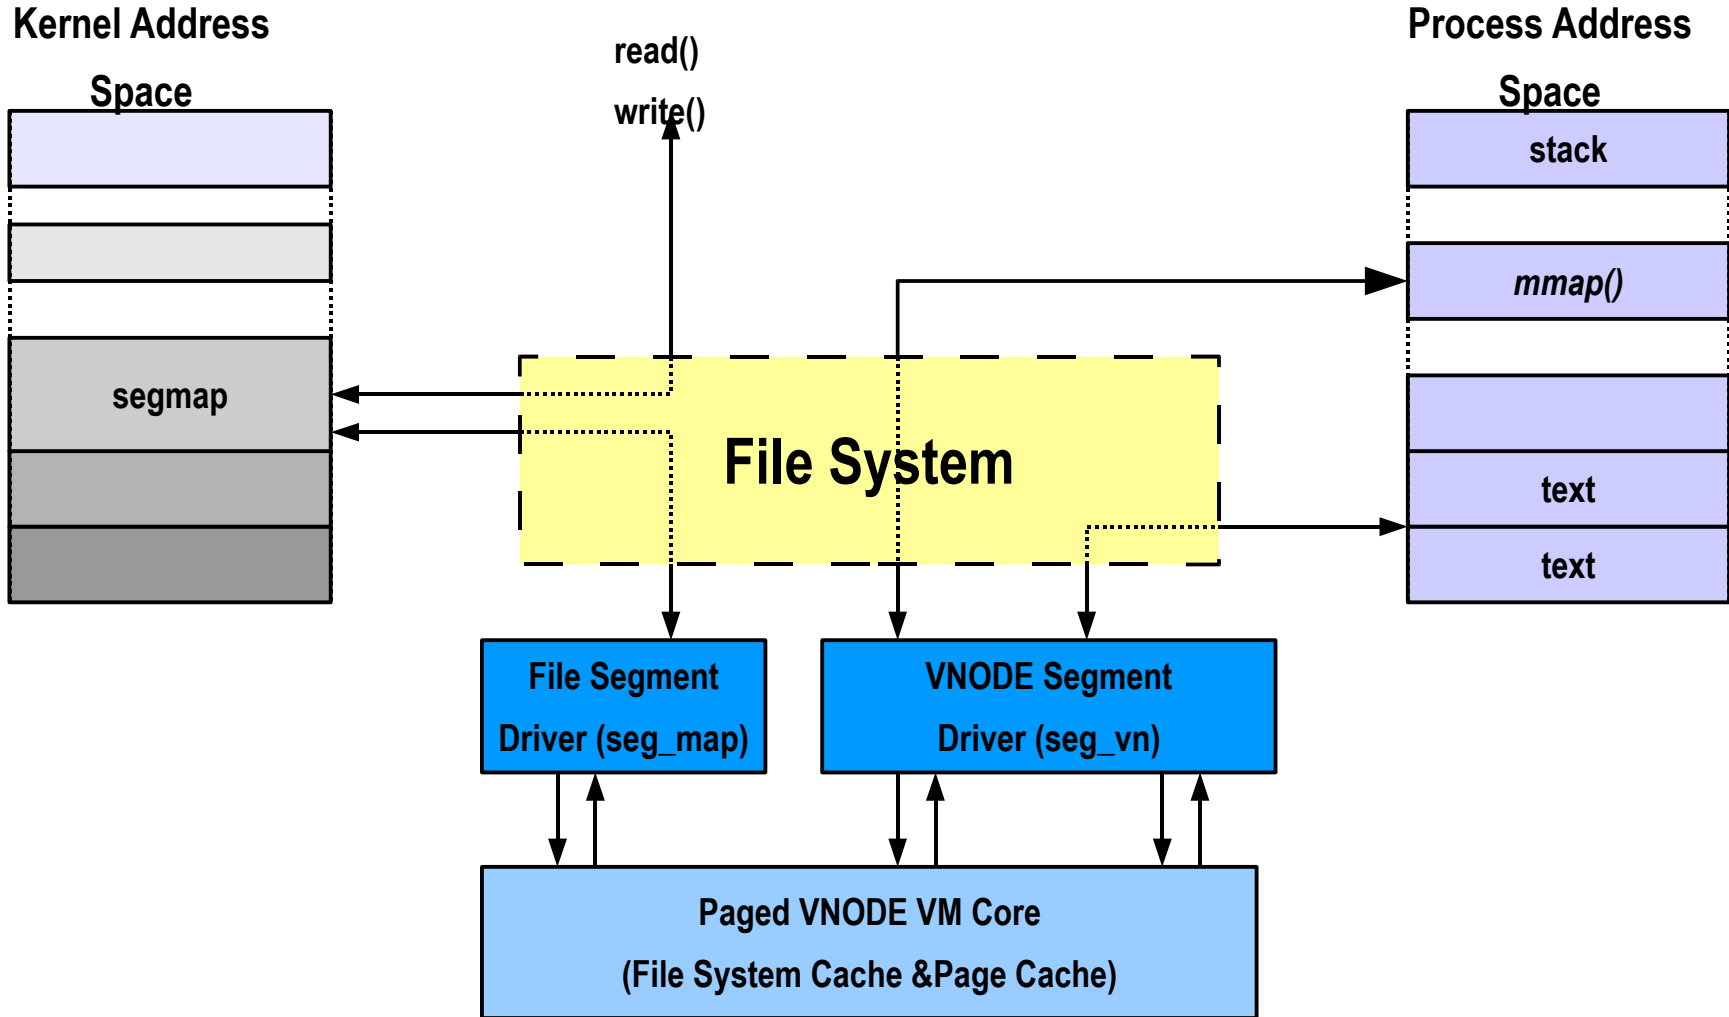 Kernel Address
Space
read()
write()
Process Address
Space
stack
mmap()
segmap
File System
text
text
File Segment
Driver (seg_map)
VNODE Segment
Driver (seg_vn)
Paged VNODE VM Core
(File System Cache &Page Cache)